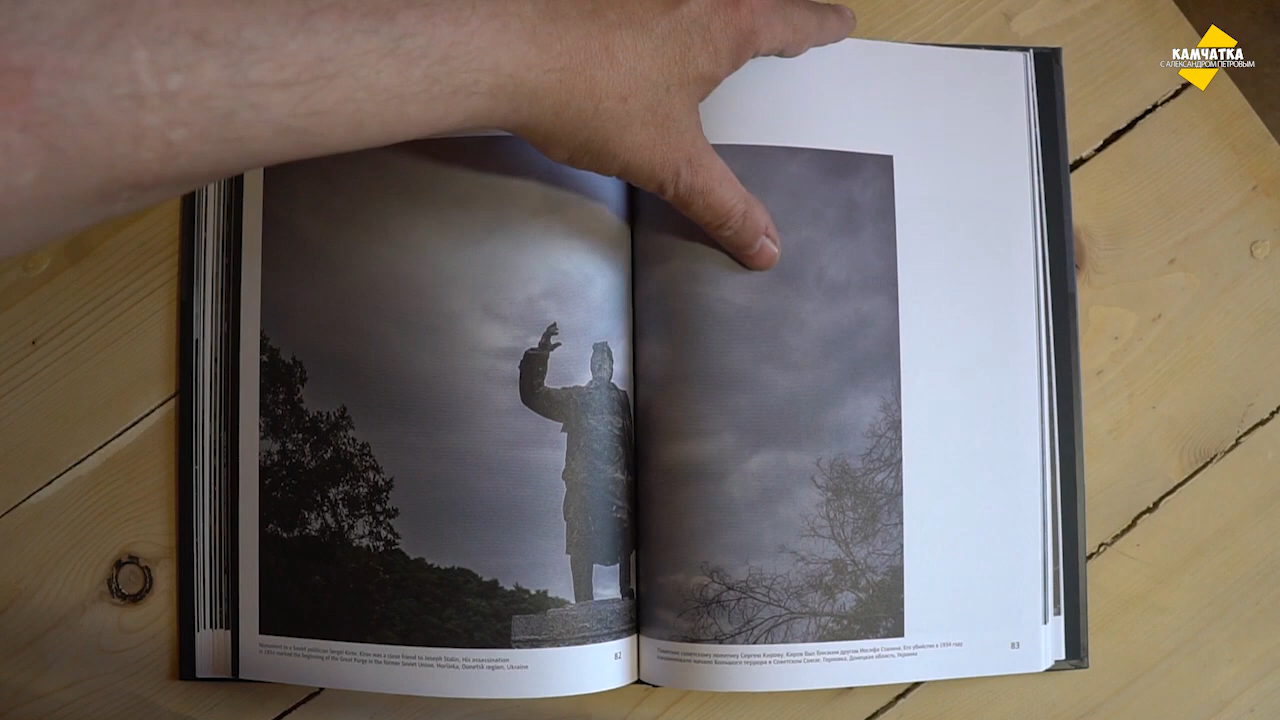 КАМЧАТКА
С АЛЕКСАНДРОМ ПЕТРОВЫМ
Monument to a Soviet politician Sergei Kirov. Kirov was a close friend to Joseph Stalin; His assassination
in 1934 marked the beginning of the Great Purge in the former Soviet Union. Horlivka, Donetsk region, Ukraine
82
Памятник советскому политику Сергею Кирову. Киров был близким другом Иосифа Сталина. Его убийство в 1934 году
ознаменовало начало Большого террора в Советском Союзе. Горловка, Донецкая область, Украина
83